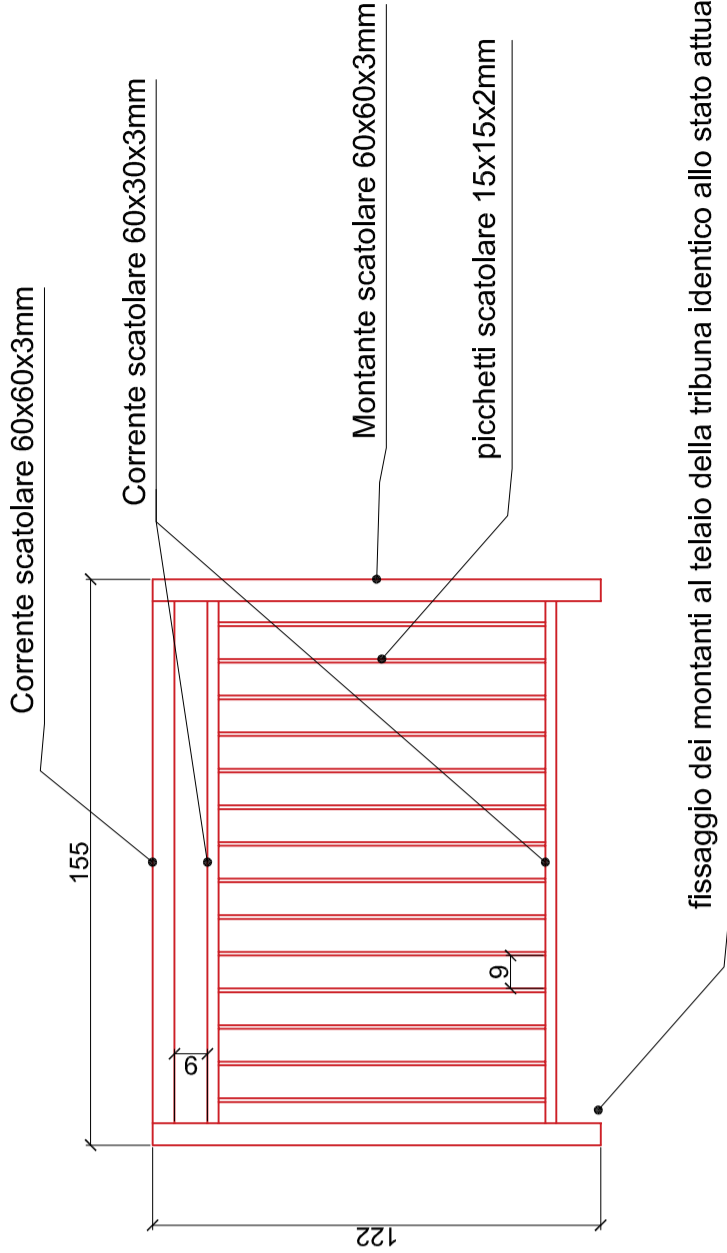 Corrente scatolare 60x60x3mm
Corrente scatolare 60x30x3mm
Montante scatolare 60x60x3mm
picchetti scatolare 15x15x2mm
155
9
9
122
fissaggio dei montanti al telaio della tribuna identico allo stato attua